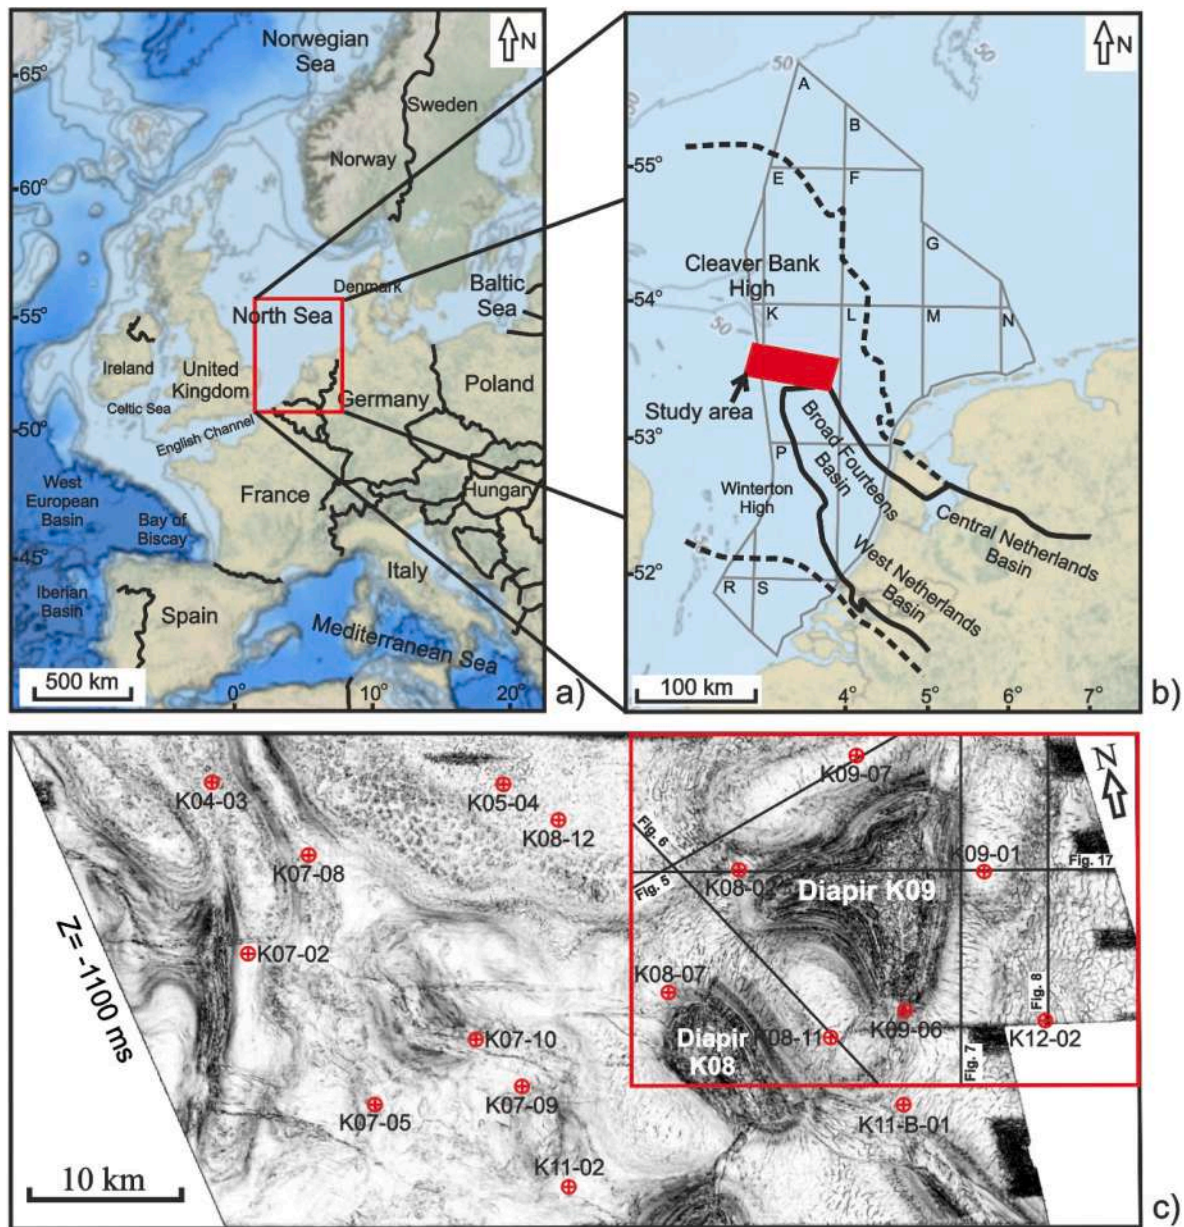 Norwegian
Sea
N
65°
Sweden
Norway
60°
Denmark
Baltic
Sea
55°
North Sea
Ireland
United
Kingdom
Poland
Celtic Sea
Germany
English Channel
50°
West
European
Basin
France
Hungary
Bay of
Biscay
45°
Italy
Iberian
Basin
Spain
Mediterranean Sea
500 km
0°
10°
20°
a)
50
N
A
50
B
55°
E
F
G
Cleaver Bank
High
54°
K
L
M
N
50
Study area
53°
P
Broad Fourteens
Basin
Winterton
High
Central Netherlands
Basin
West Netherlands
Basin
52°
R
S
100 km
4°
5°
6°
7°
b)
N
K04-03
K05-04
K09-07
K08-12
Fig. 6
K07-08
Fig. 5
K08-02
Diapir K09
K09-01
Fig. 17
Z= -1100 ms
K07-02
K08-07
Fig. 8
K07-10
Diapir
K08
K08-11
K09-06
K12-02
Fig. 7
K07-05
K07-09
K11-B-01
K11-02
10 km
c)